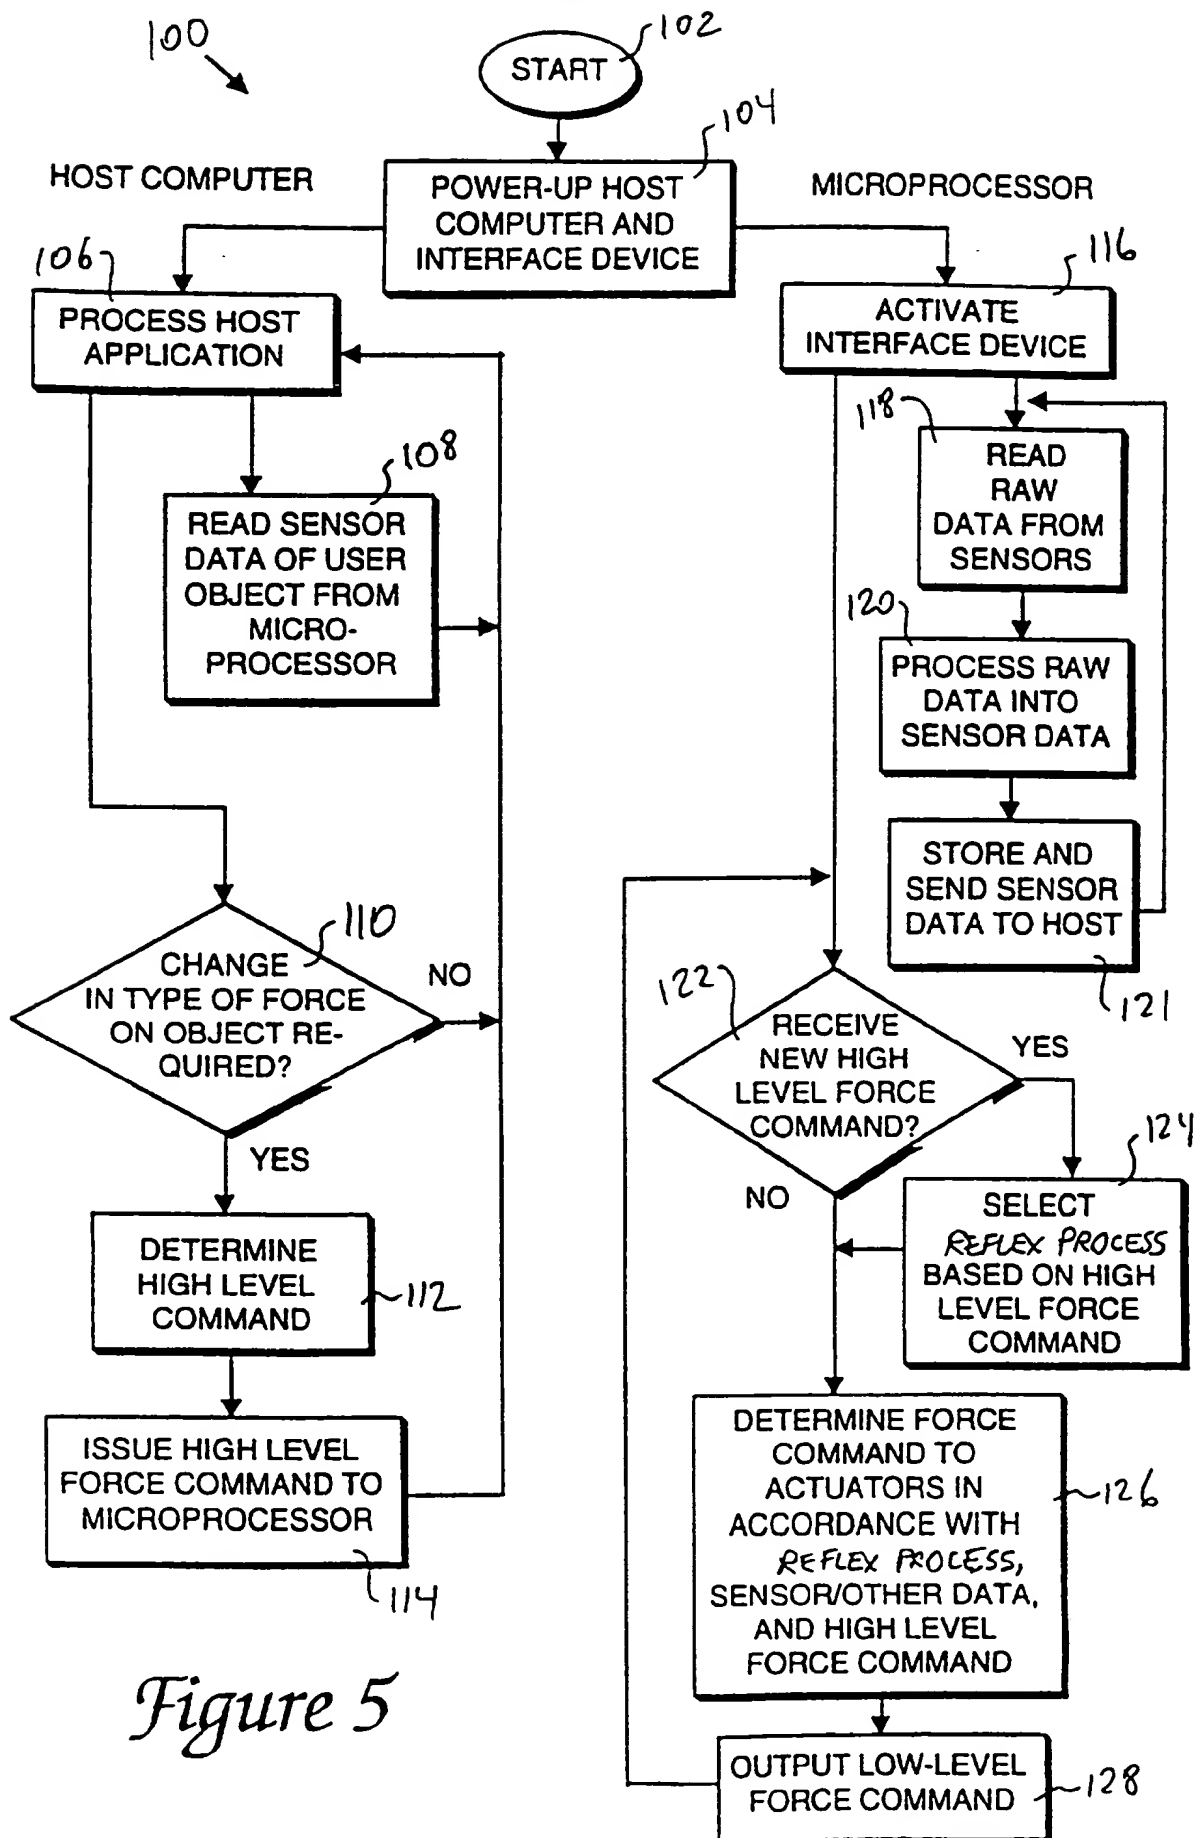 100
102
START
104
HOST COMPUTER
POWER-UP HOST
COMPUTER AND
INTERFACE DEVICE
MICROPROCESSOR
106
PROCESS HOST
APPLICATION
116
ACTIVATE
INTERFACE DEVICE
108
READ SENSOR
DATA OF USER
OBJECT FROM
MICRO-
PROCESSOR
118
READ
RAW
DATA FROM
SENSORS
120
PROCESS RAW
DATA INTO
SENSOR DATA
STORE AND
SEND SENSOR
DATA TO HOST
121
110
CHANGE
IN TYPE OF FORCE
ON OBJECT RE-
QUIRED?
NO
YES
122
RECEIVE
NEW HIGH
LEVEL FORCE
COMMAND?
YES
NO
124
SELECT
REFLEX PROCESS
BASED ON HIGH
LEVEL FORCE
COMMAND
DETERMINE
HIGH LEVEL
COMMAND
112
ISSUE HIGH LEVEL
FORCE COMMAND TO
MICROPROCESSOR
114
DETERMINE FORCE
COMMAND TO
ACTUATORS IN
ACCORDANCE WITH
REFLEX PROCESS,
SENSOR/OTHER DATA,
AND HIGH LEVEL
FORCE COMMAND
126
OUTPUT LOW-LEVEL
FORCE COMMAND
128
Figure 5